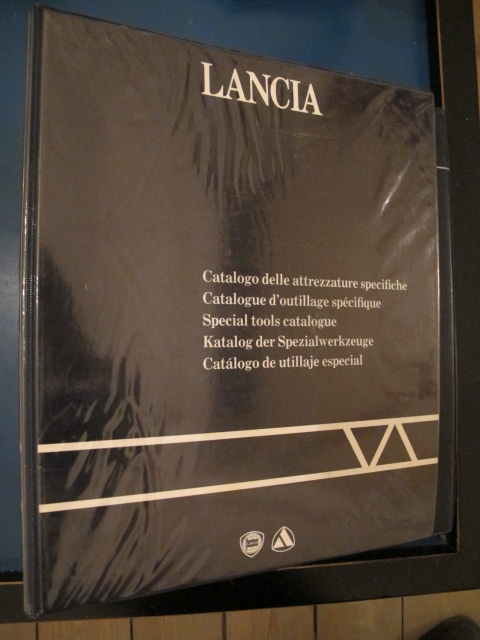 LANCIA
Catalogo delle attrezzature specifiche
Catalogue d'outillage spécifique
Special tools catalogue
Katalog der Spezialwerkzeuge
Catálogo de utillaje especial